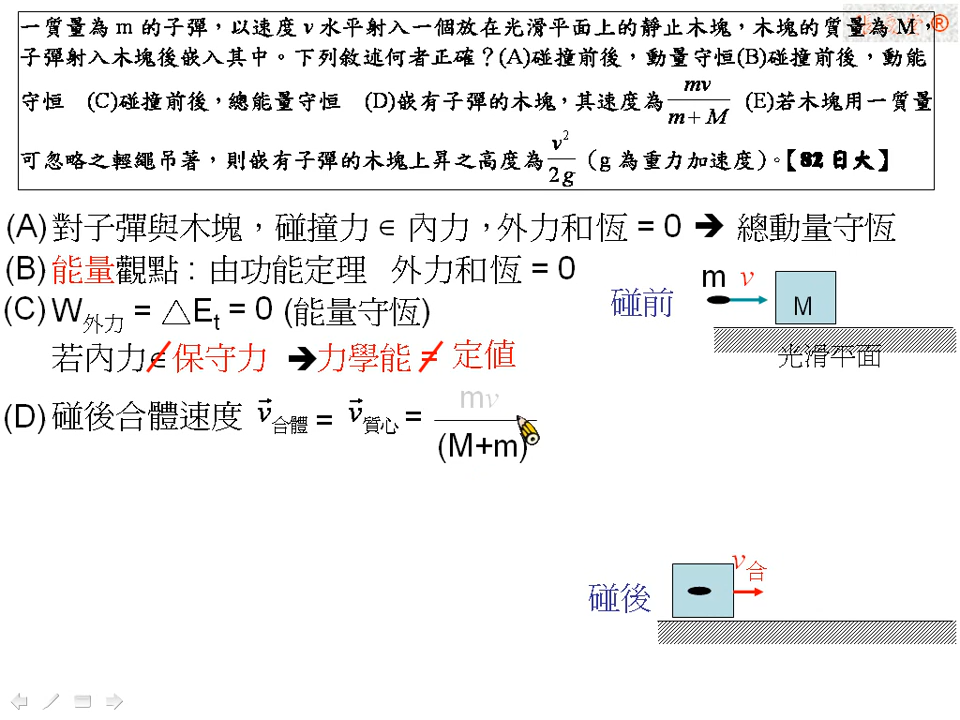 一質量為 m 的子彈，以速度 v 水平射入一個放在光滑平面上的靜止木塊，木塊的質量為 M，
子彈射入木塊後嵌入其中。下列敘述何者正確？(A)碰撞前後，動量守恒(B)碰撞前後，動能
守恒 (C)碰撞前後，總能量守恒 (D)嵌有子彈的木塊，其速度為 mv/(m+M) (E)若木塊用一質量
可忽略之輕繩吊著，則嵌有子彈的木塊上昇之高度為 v²/2g（g 為重力加速度）。【82 日大】
®
(A) 對子彈與木塊，碰撞力 ∈ 內力，外力和恆 = 0 ➔ 總動量守恆
(B) 能量觀點：由功能定理 外力和恆 = 0
(C) W外力 = △Et = 0 (能量守恆)
若內力∉保守力 ➔力學能 ≠ 定值
(D) 碰後合體速度 v⃗合體 = v⃗質心 = mv/(M+m)
碰前
m v
M
光滑平面
碰後
v合